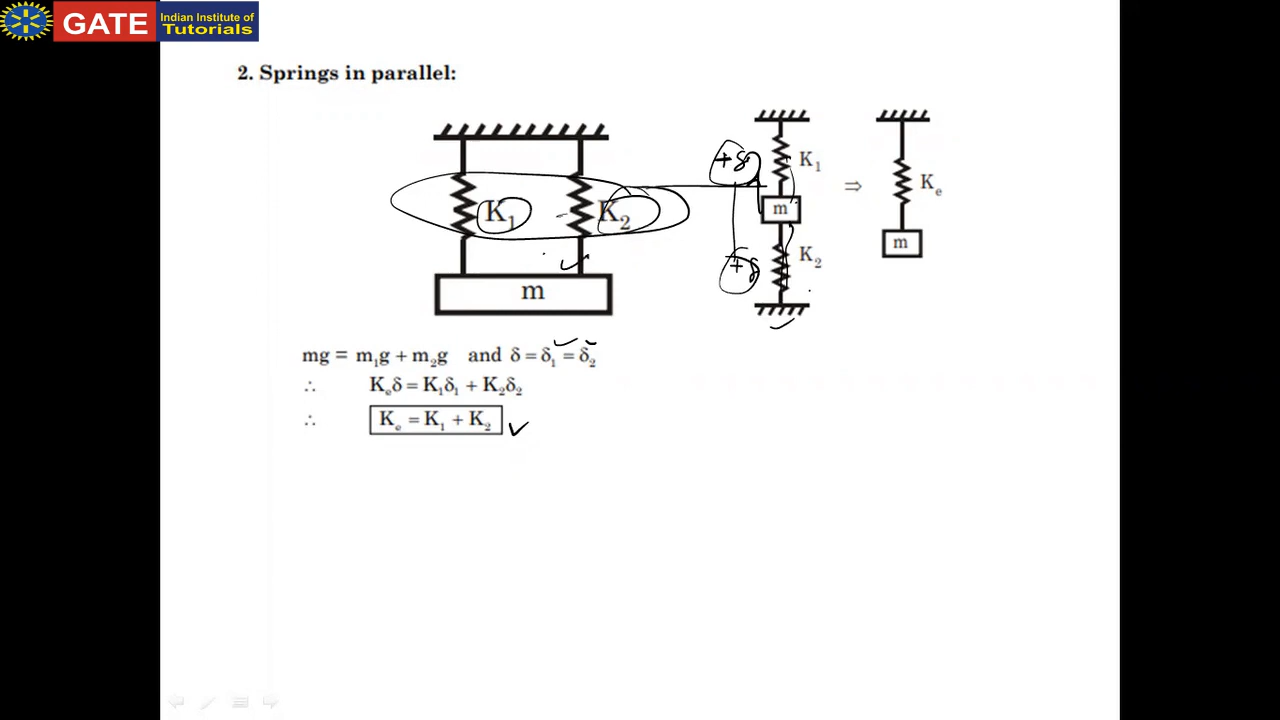 GATE
Indian Institute of
Tutorials
2. Springs in parallel:
K₁
K₂
m
+δ
K₁
m
+δ
K₂
⇒
Kₑ
m
mg = m₁g + m₂g and δ = δ₁ = δ₂
∴ Kₑδ = K₁δ₁ + K₂δ₂
∴ Kₑ = K₁ + K₂